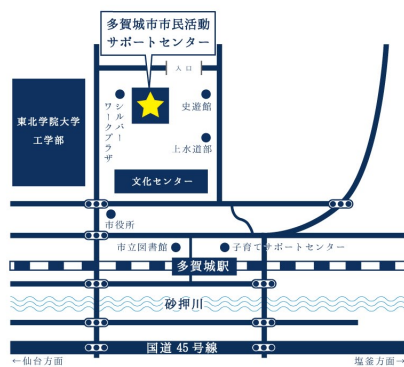 多賀城市市民活動
サポートセンター
入口
東北学院大学
工学部
シルバー
ワークプラザ
史遊館
上水道部
文化センター
市役所
市立図書館
子育てサポートセンター
多賀城駅
砂押川
国道45号線
←仙台方面
塩釜方面→